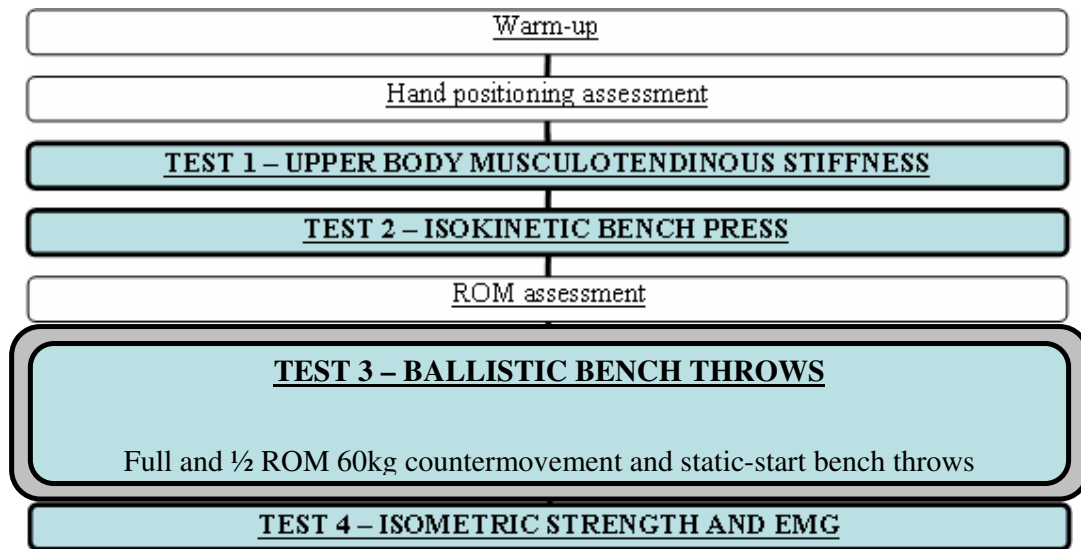 Warm-up
Hand positioning assessment
TEST 1 – UPPER BODY MUSCULOTENDINOUS STIFFNESS
TEST 2 – ISOKINETIC BENCH PRESS
ROM assessment
TEST 3 – BALLISTIC BENCH THROWS
Full and ½ ROM 60kg countermovement and static-start bench throws
TEST 4 – ISOMETRIC STRENGTH AND EMG